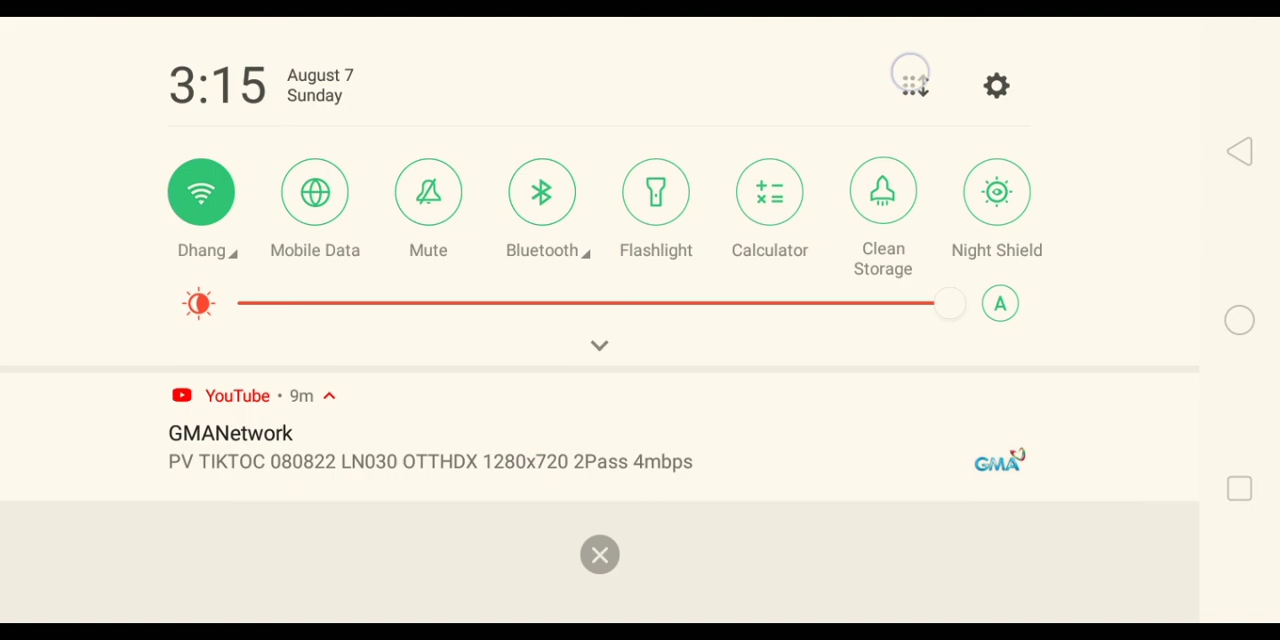 3:15
August 7
Sunday
Dhang
Mobile Data
Mute
Bluetooth
Flashlight
Calculator
Clean
Storage
Night Shield
A
YouTube • 9m
GMANetwork
PV TIKTOC 080822 LN030 OTTHDX 1280x720 2Pass 4mbps
GMA